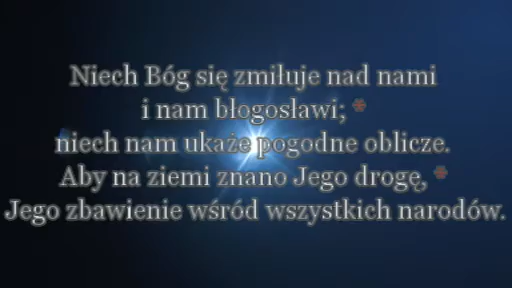 Niech Bóg się zmiłuje nad nami
i nam błogosławi; *
niech nam ukaże pogodne oblicze.
Aby na ziemi znano Jego drogę, *
Jego zbawienie wśród wszystkich narodów.